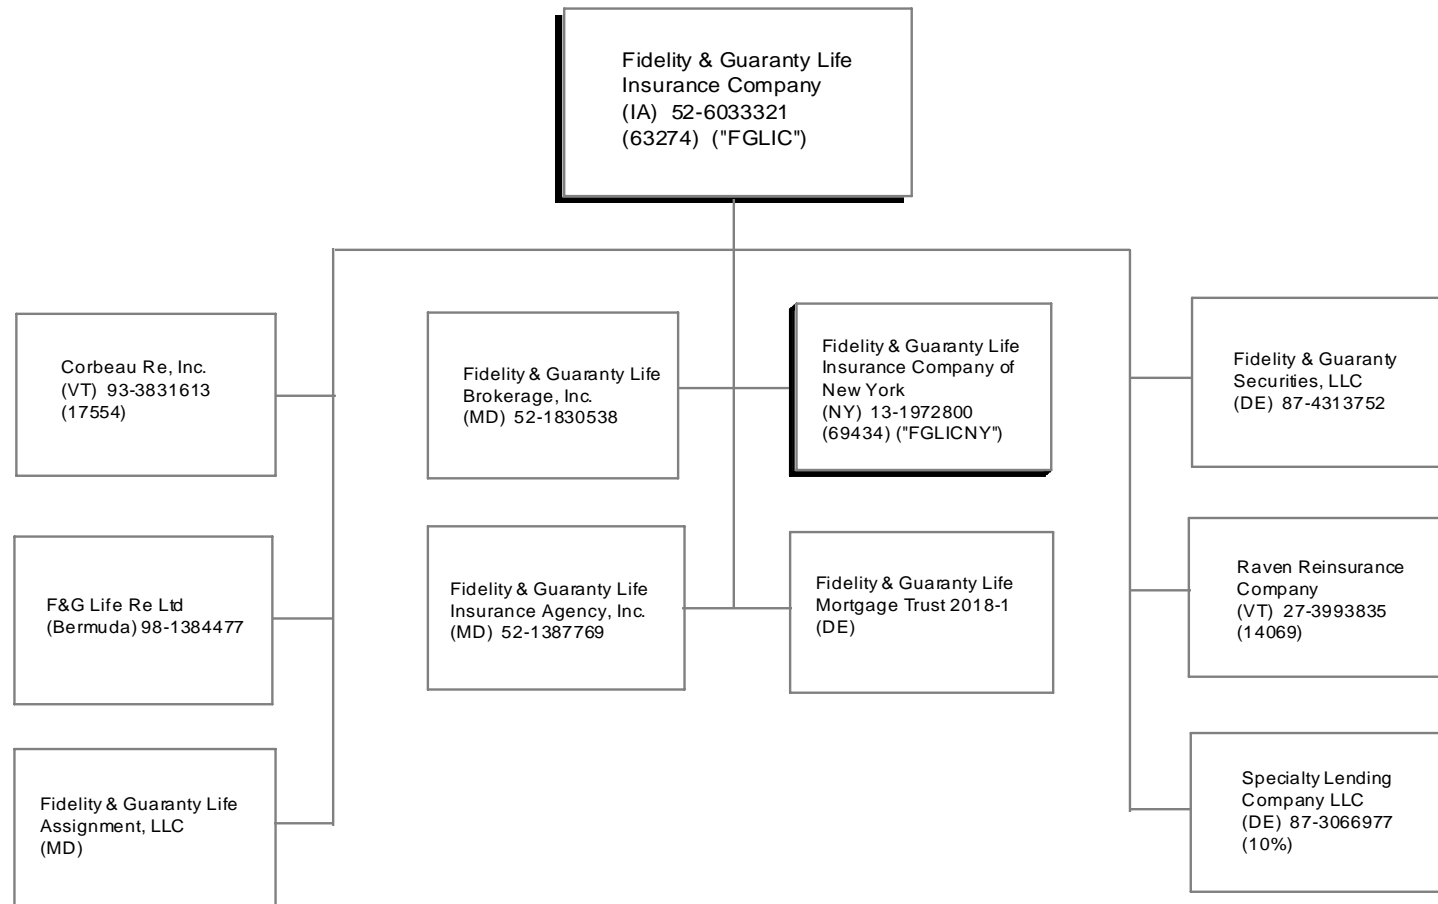 Fidelity & Guaranty Life
Insurance Company
(IA) 52-6033321
(63274) ("FGLIC")
Corbeau Re, Inc.
(VT) 93-3831613
(17554)
Fidelity & Guaranty Life
Brokerage, Inc.
(MD) 52-1830538
Fidelity & Guaranty Life
Insurance Company of
New York
(NY) 13-1972800
(69434) ("FGLICNY")
Fidelity & Guaranty
Securities, LLC
(DE) 87-4313752
F&G Life Re Ltd
(Bermuda) 98-1384477
Fidelity & Guaranty Life
Insurance Agency, Inc.
(MD) 52-1387769
Fidelity & Guaranty Life
Mortgage Trust 2018-1
(DE)
Raven Reinsurance
Company
(VT) 27-3993835
(14069)
Fidelity & Guaranty Life
Assignment, LLC
(MD)
Specialty Lending
Company LLC
(DE) 87-3066977
(10%)